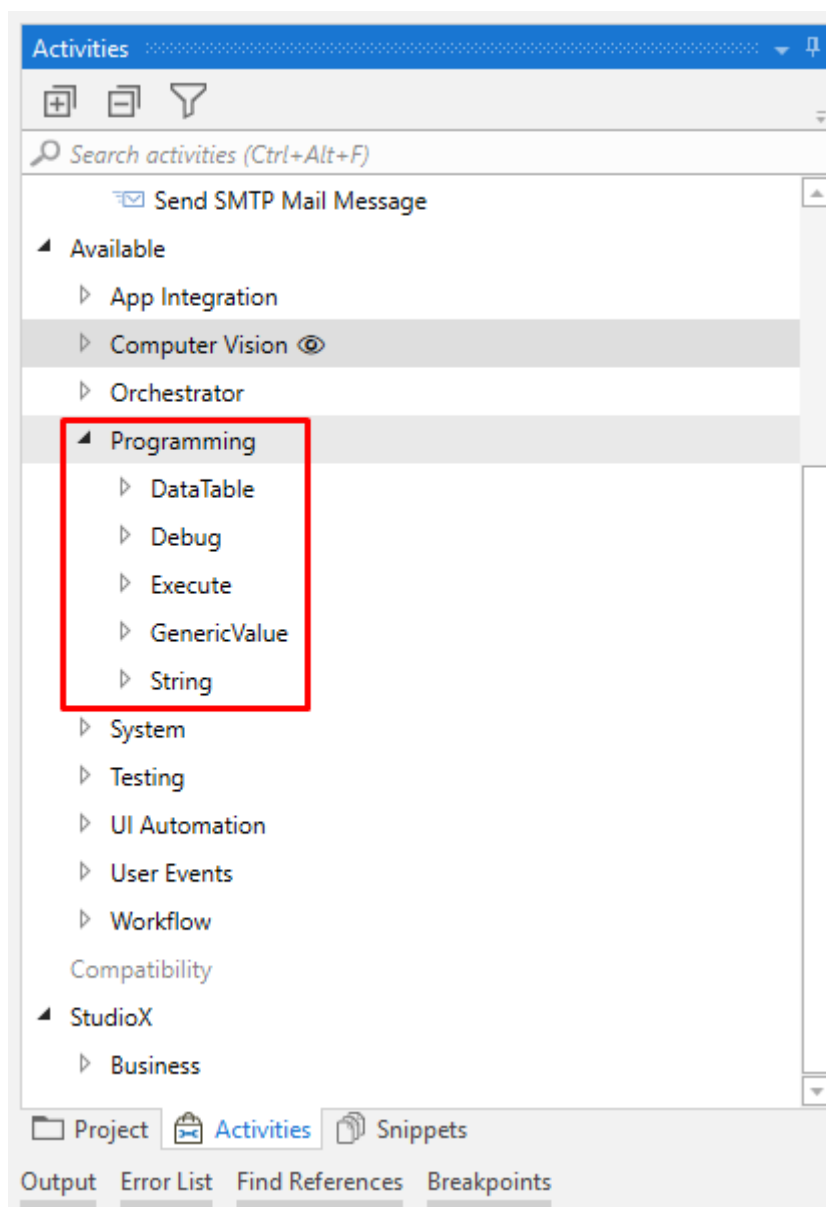 Activities
Search activities (Ctrl+Alt+F)
Send SMTP Mail Message
Available
App Integration
Computer Vision
Orchestrator
Programming
DataTable
Debug
Execute
GenericValue
String
System
Testing
UI Automation
User Events
Workflow
Compatibility
StudioX
Business
Project Activities Snippets
Output Error List Find References Breakpoints